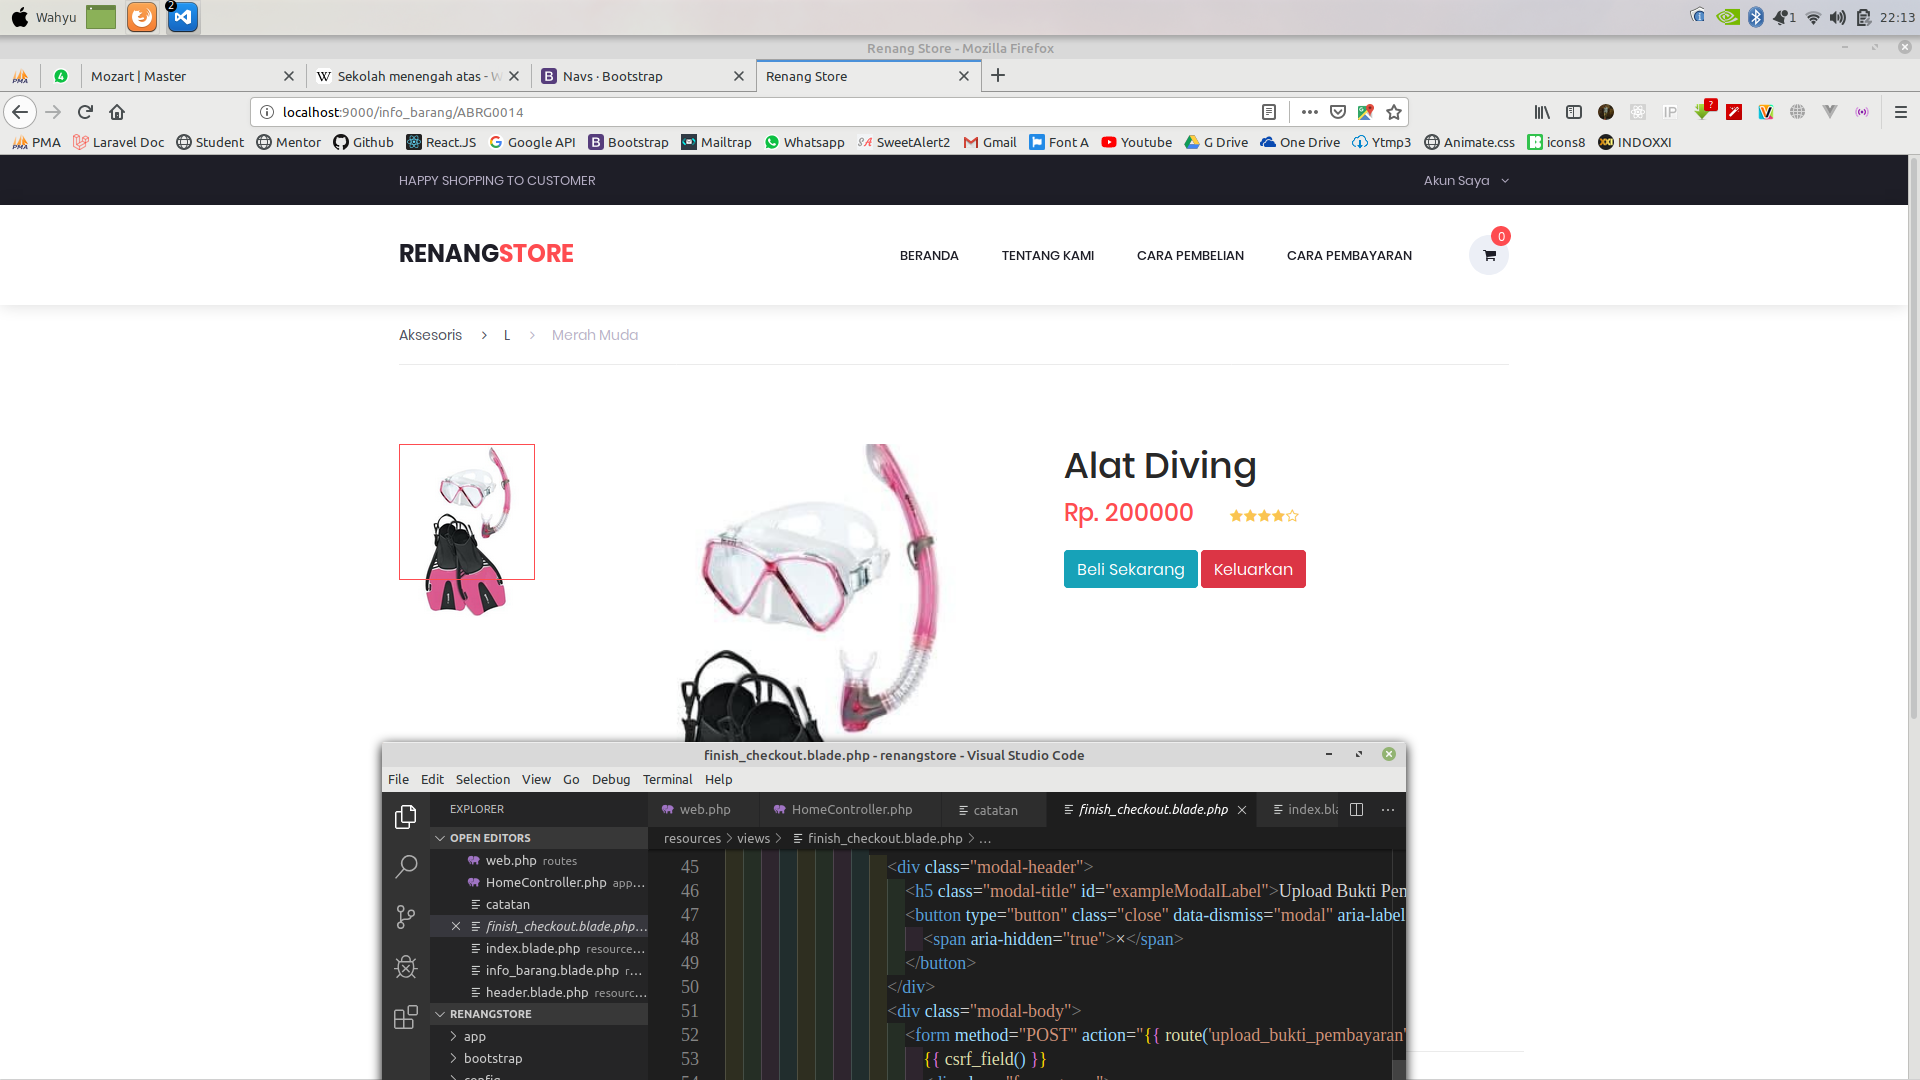 Wahyu
2
1
22:13
Renang Store - Mozilla Firefox
4
Mozart | Master
Sekolah menengah atas - W
Navs · Bootstrap
Renang Store
localhost:9000/info_barang/ABRG0014
PMA
Laravel Doc
Student
Mentor
Github
React.JS
Google API
Bootstrap
Mailtrap
Whatsapp
SweetAlert2
Gmail
Font A
Youtube
G Drive
One Drive
Ytmp3
Animate.css
icons8
INDOXXI
HAPPY SHOPPING TO CUSTOMER
Akun Saya
RENANGSTORE
BERANDA
TENTANG KAMI
CARA PEMBELIAN
CARA PEMBAYARAN
0
Aksesoris > L > Merah Muda
Alat Diving
Rp. 200000
Beli Sekarang
Keluarkan
finish_checkout.blade.php - renangstore - Visual Studio Code
File Edit Selection View Go Debug Terminal Help
EXPLORER
web.php
HomeController.php
catatan
finish_checkout.blade.php
index.bla
OPEN EDITORS
resources > views > finish_checkout.blade.php > ...
web.php routes
HomeController.php app...
catatan
finish_checkout.blade.php...
index.blade.php resource...
info_barang.blade.php r...
header.blade.php resourc...
RENANGSTORE
app
bootstrap
config
45 <div class="modal-header">
46 <h5 class="modal-title" id="exampleModalLabel">Upload Bukti Pen
47 <button type="button" class="close" data-dismiss="modal" aria-label
48 <span aria-hidden="true">×</span>
49 </button>
50 </div>
51 <div class="modal-body">
52 <form method="POST" action="{{ route('upload_bukti_pembayaran'
53 {{ csrf_field() }}